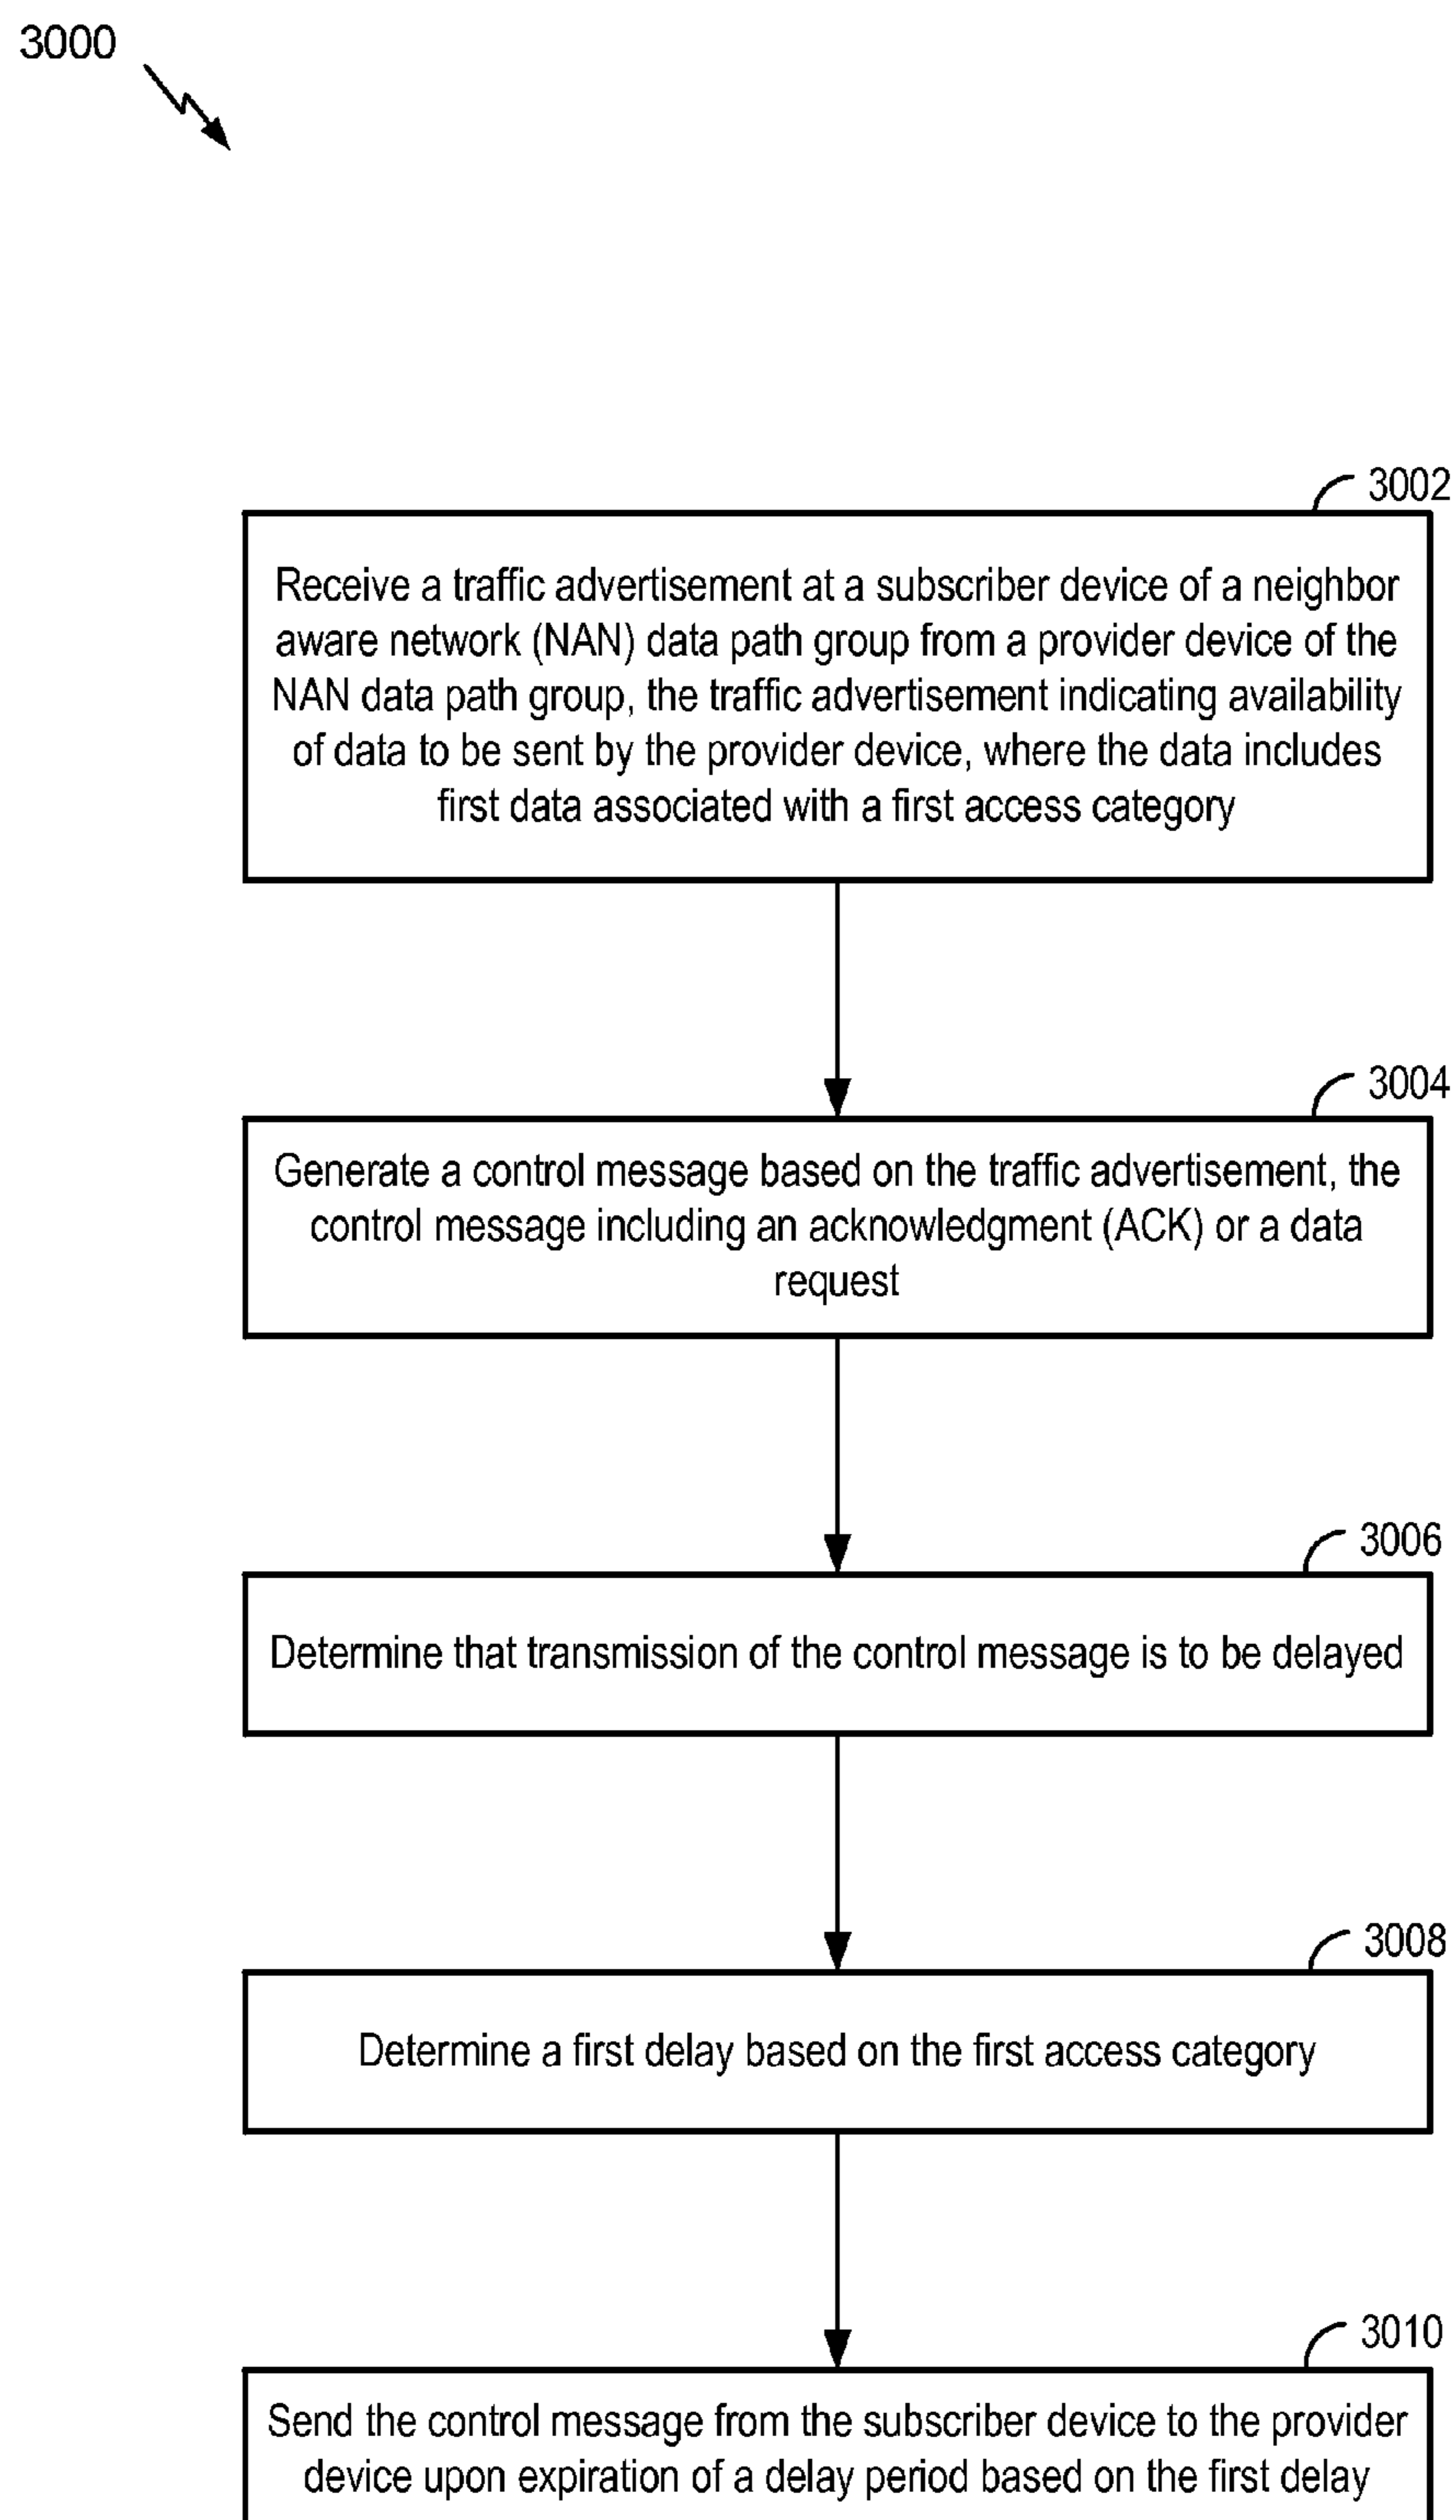 3000
3002
Receive a traffic advertisement at a subscriber device of a neighbor
aware network (NAN) data path group from a provider device of the
NAN data path group, the traffic advertisement indicating availability
of data to be sent by the provider device, where the data includes
first data associated with a first access category
3004
Generate a control message based on the traffic advertisement, the
control message including an acknowledgment (ACK) or a data
request
3006
Determine that transmission of the control message is to be delayed
3008
Determine a first delay based on the first access category
3010
Send the control message from the subscriber device to the provider
device upon expiration of a delay period based on the first delay